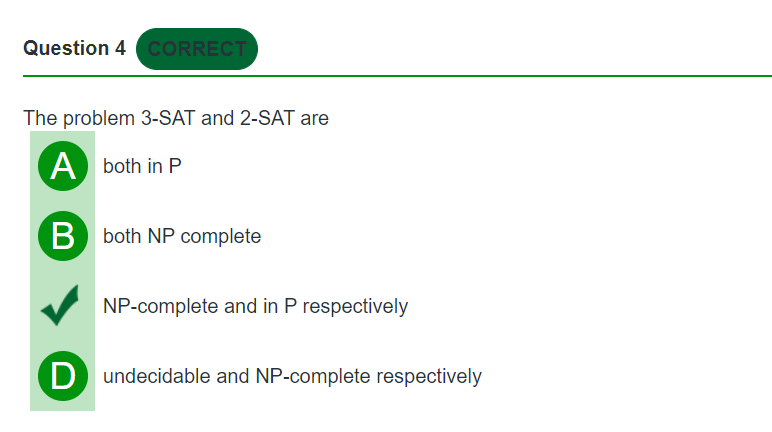 Question 4 CORRECT
The problem 3-SAT and 2-SAT are
A both in P
B both NP complete
NP-complete and in P respectively
D undecidable and NP-complete respectively